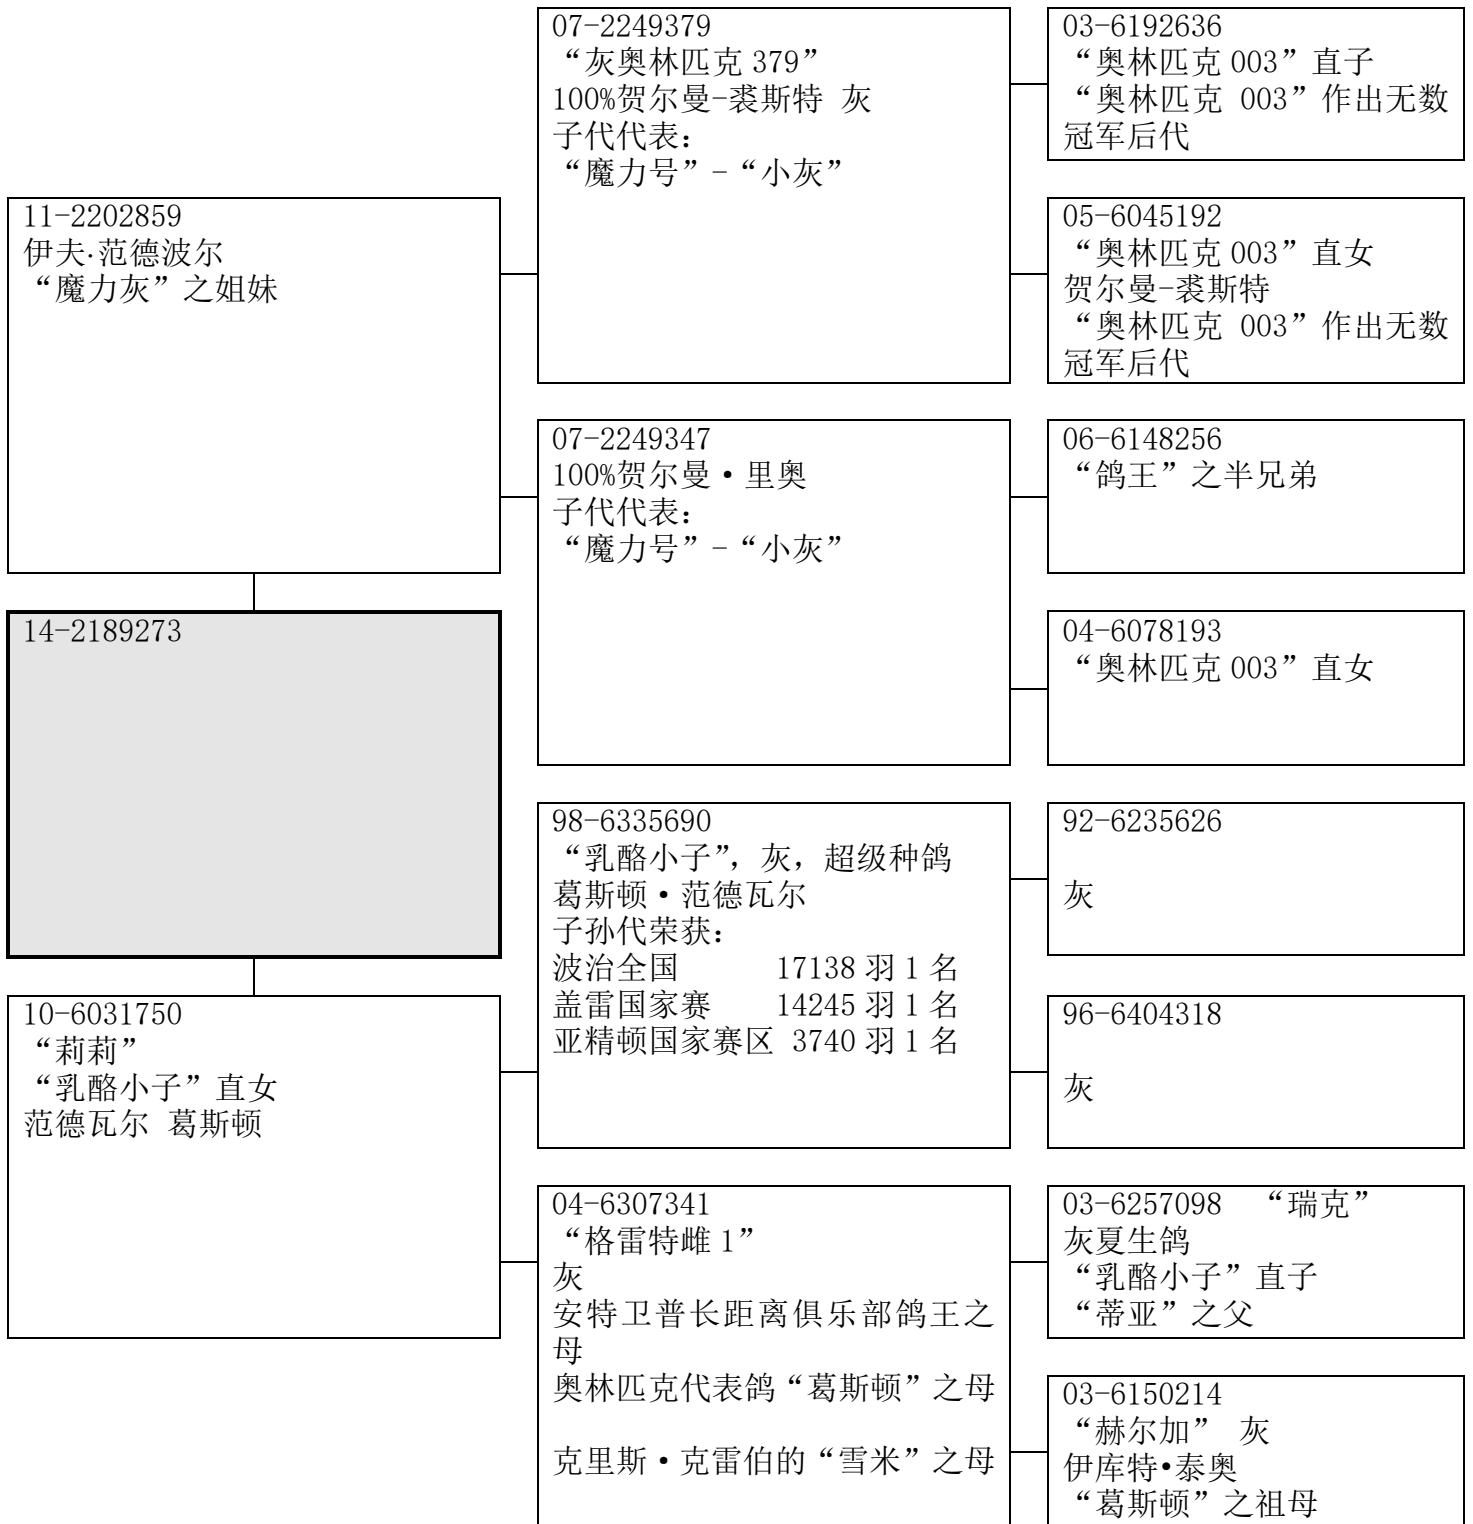 11-2202859
伊夫·范德波尔
“魔力灰”之姐妹
14-2189273
10-6031750
“莉莉”
“乳酪小子”直女
范德瓦尔 葛斯顿
07-2249379
“灰奥林匹克 379”
100%贺尔曼-裘斯特 灰
子代代表：
“魔力号”-“小灰”
07-2249347
100%贺尔曼•里奥
子代代表：
“魔力号”-“小灰”
98-6335690
“乳酪小子”，灰，超级种鸽
葛斯顿•范德瓦尔
子孙代荣获：
波治全国 17138 羽 1 名
盖雷国家赛 14245 羽 1 名
亚精顿国家赛区 3740 羽 1 名
04-6307341
“格雷特雌 1”
灰
安特卫普长距离俱乐部鸽王之
母
奥林匹克代表鸽“葛斯顿”之母
克里斯•克雷伯的“雪米”之母
03-6192636
“奥林匹克 003”直子
“奥林匹克 003”作出无数
冠军后代
05-6045192
“奥林匹克 003”直女
贺尔曼-裘斯特
“奥林匹克 003”作出无数
冠军后代
06-6148256
“鸽王”之半兄弟
04-6078193
“奥林匹克 003”直女
92-6235626
灰
96-6404318
灰
03-6257098 “瑞克”
灰夏生鸽
“乳酪小子”直子
“蒂亚”之父
03-6150214
“赫尔加” 灰
伊库特•泰奥
“葛斯顿”之祖母